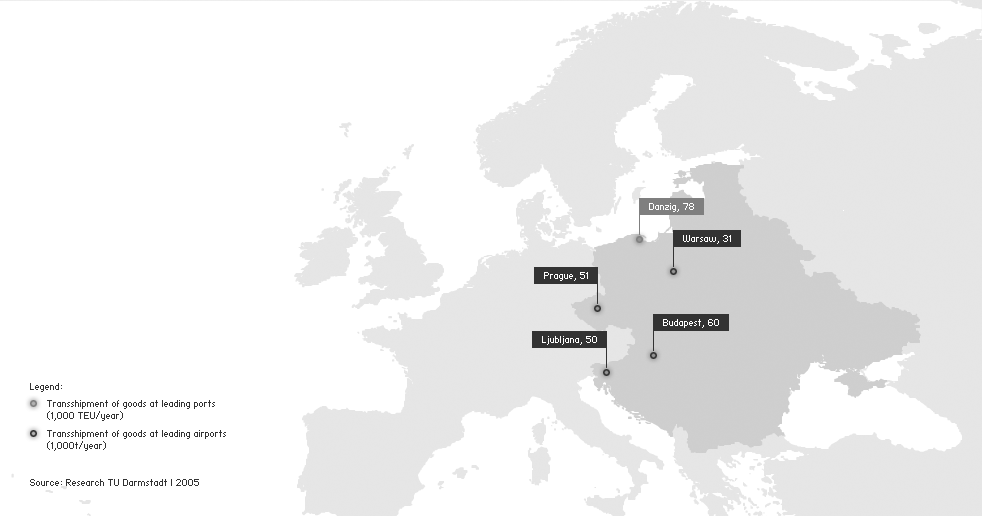 Danzig, 78
Warsaw, 31
Prague, 51
Budapest, 60
Ljubljana, 50
Legend:
Transshipment of goods at leading ports
(1,000 TEU/year)
Transshipment of goods at leading airports
(1,000t/year)
Source: Research TU Darmstadt | 2005